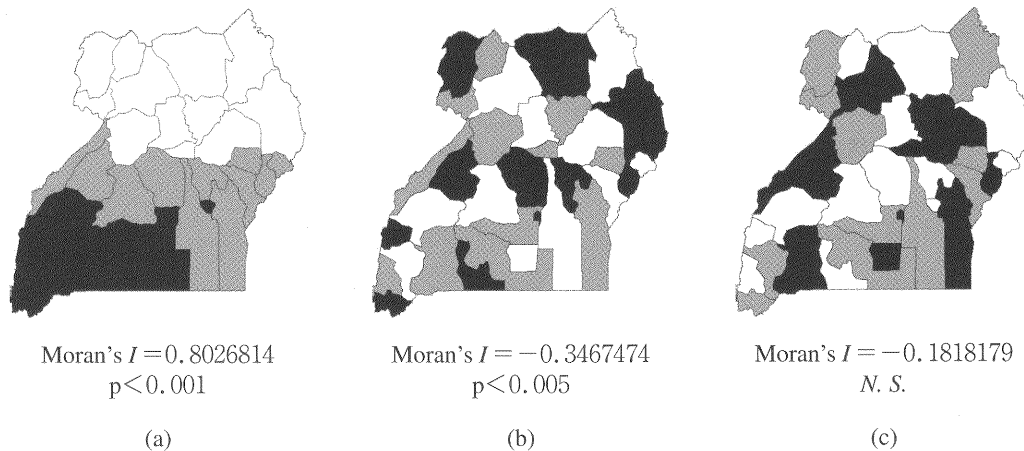 Moran's I=0.8026814
p<0.001
(a)
Moran's I=−0.3467474
p<0.005
(b)
Moran's I=−0.1818179
N. S.
(c)